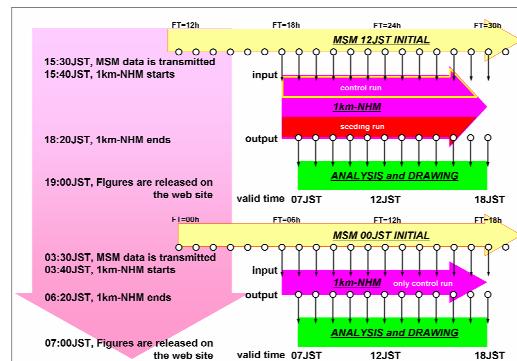 FT=12h FT=18h FT=24h FT=30h
MSM 12JST INITIAL
15:30JST, MSM data is transmitted
15:40JST, 1km-NHM starts
input
control run
1km-NHM
seeding run
18:20JST, 1km-NHM ends
output
ANALYSIS and DRAWING
19:00JST, Figures are released on
the web site
valid time 07JST 12JST 18JST
FT=00h FT=06h FT=12h FT=18h
MSM 00JST INITIAL
03:30JST, MSM data is transmitted
03:40JST, 1km-NHM starts
input
1km-NHM only control run
06:20JST, 1km-NHM ends
output
ANALYSIS and DRAWING
07:00JST, Figures are released on
the web site
valid time 07JST 12JST 18JST